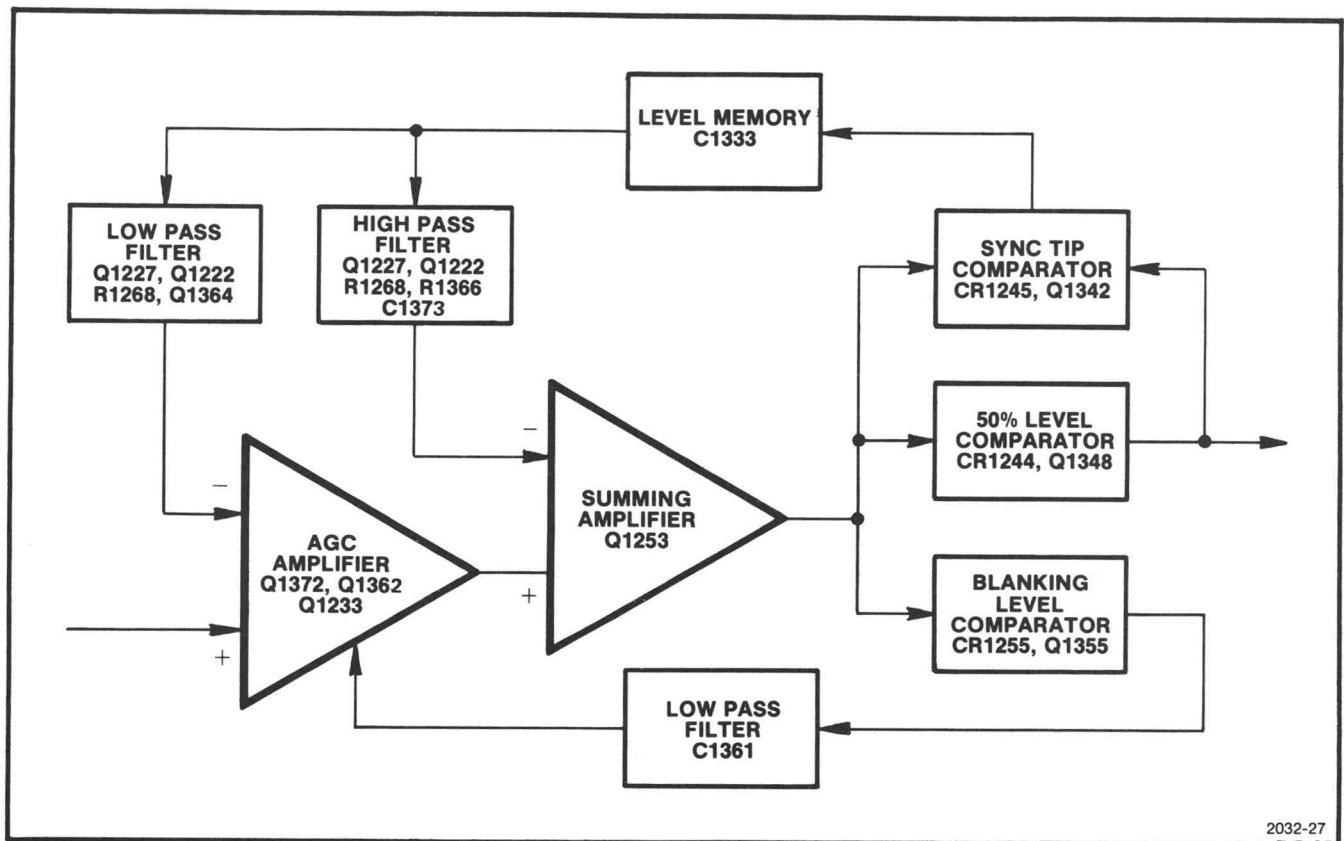 LEVEL MEMORY
C1333
LOW PASS
FILTER
Q1227, Q1222
R1268, Q1364
HIGH PASS
FILTER
Q1227, Q1222
R1268, R1366
C1373
SYNC TIP
COMPARATOR
CR1245, Q1342
50% LEVEL
COMPARATOR
CR1244, Q1348
−
SUMMING
AMPLIFIER
Q1253
+
−
AGC
AMPLIFIER
Q1372, Q1362
Q1233
+
BLANKING
LEVEL
COMPARATOR
CR1255, Q1355
LOW PASS
FILTER
C1361
2032-27